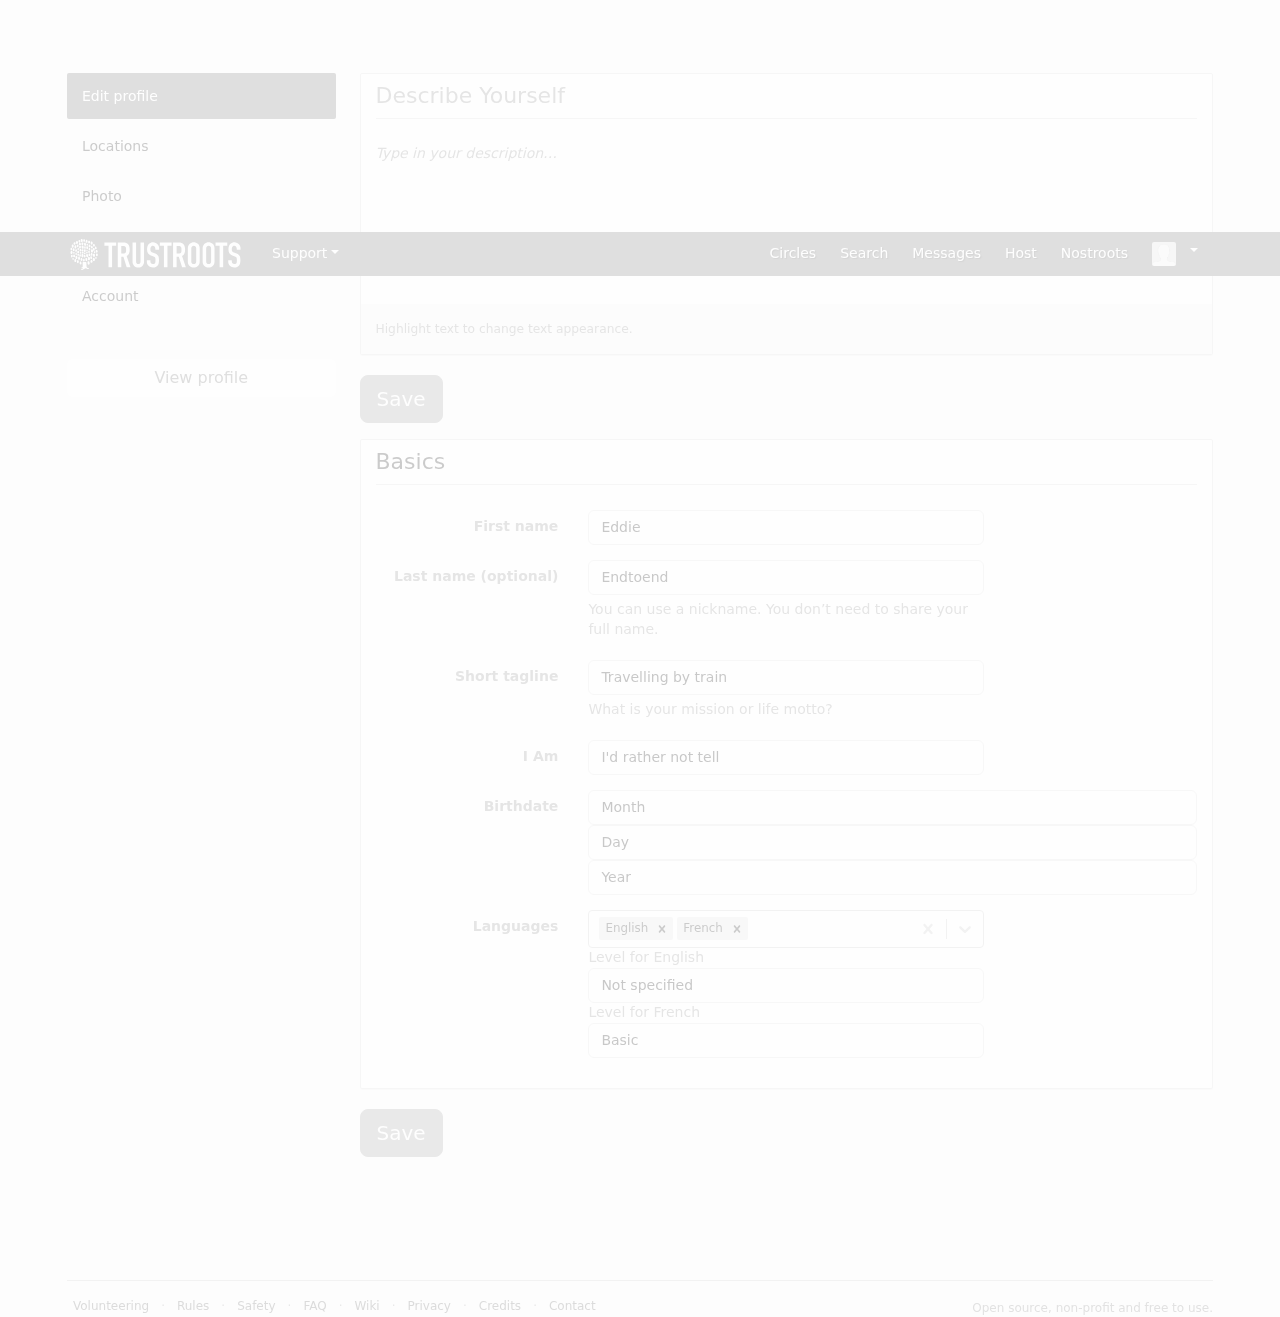 Edit profile
Locations
Photo
Describe Yourself
Type in your description...
TRUSTROOTS
Support
Circles
Search
Messages
Host
Nostroots
Account
View profile
Highlight text to change text appearance.
Save
Basics
First name
Eddie
Last name (optional)
Endtoend
You can use a nickname. You don’t need to share your
full name.
Short tagline
Travelling by train
What is your mission or life motto?
I Am
I'd rather not tell
Birthdate
Month
Day
Year
Languages
English x French x
Level for English
Not specified
Level for French
Basic
Save
Volunteering · Rules · Safety · FAQ · Wiki · Privacy · Credits · Contact
Open source, non-profit and free to use.